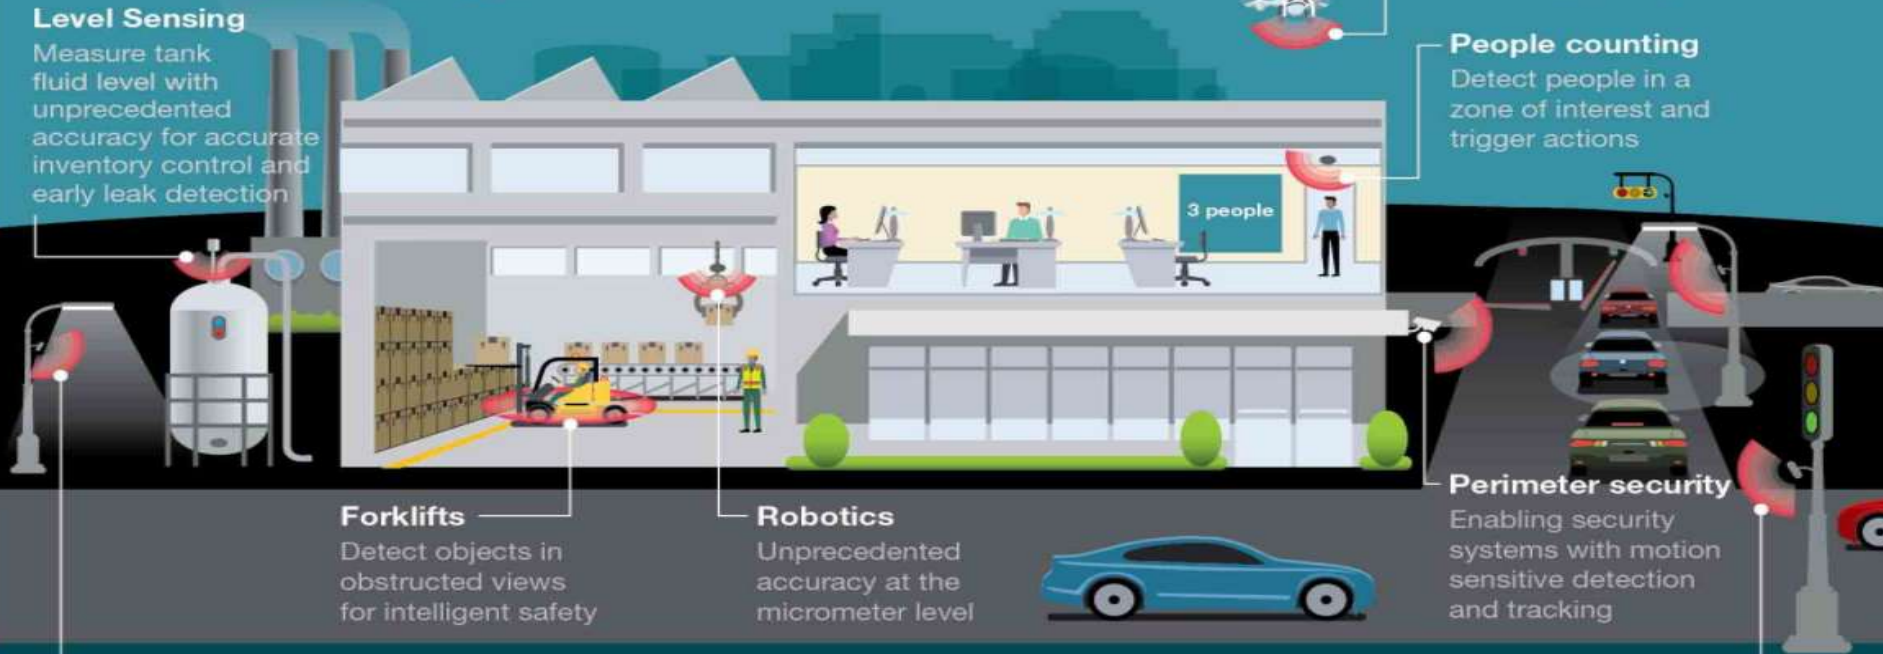 Level Sensing
Measure tank
fluid level with
unprecedented
accuracy for accurate
inventory control and
early leak detection
People counting
Detect people in a
zone of interest and
trigger actions
3 people
Forklifts
Detect objects in
obstructed views
for intelligent safety
Robotics
Unprecedented
accuracy at the
micrometer level
Perimeter security
Enabling security
systems with motion
sensitive detection
and tracking